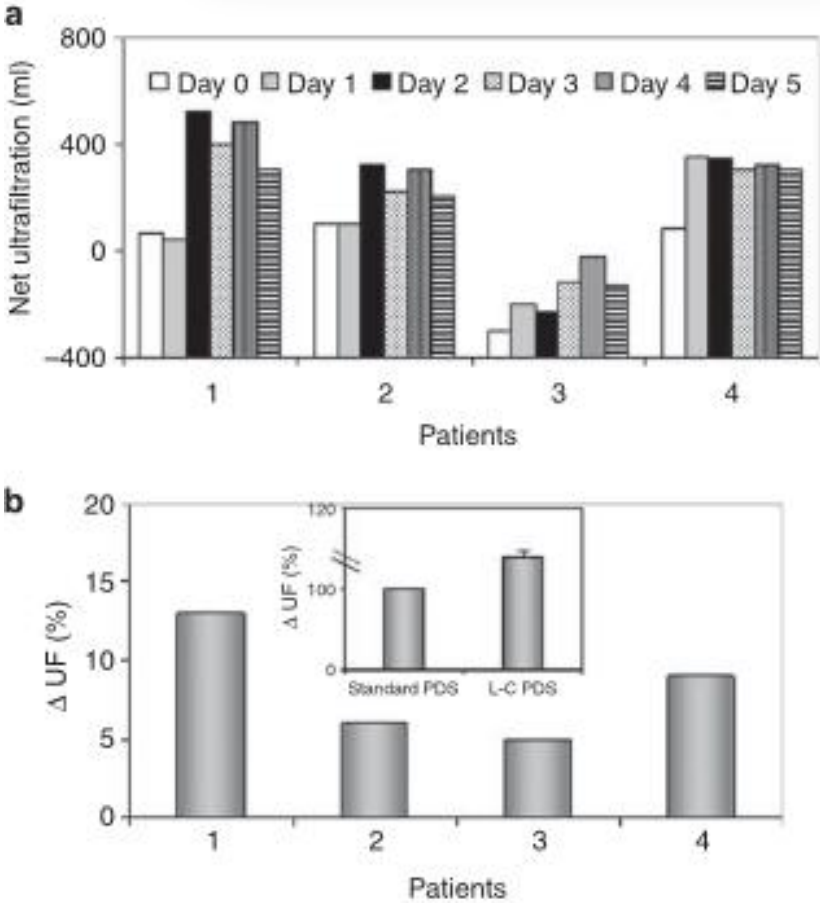 a
Net ultrafiltration (ml)
800
400
0
−400
Day 0 Day 1 Day 2 Day 3 Day 4 Day 5
1 2 3 4
Patients
b
Δ UF (%)
20
15
10
5
0
Δ UF (%)
120
100
0
Standard PDS L-C PDS
1 2 3 4
Patients